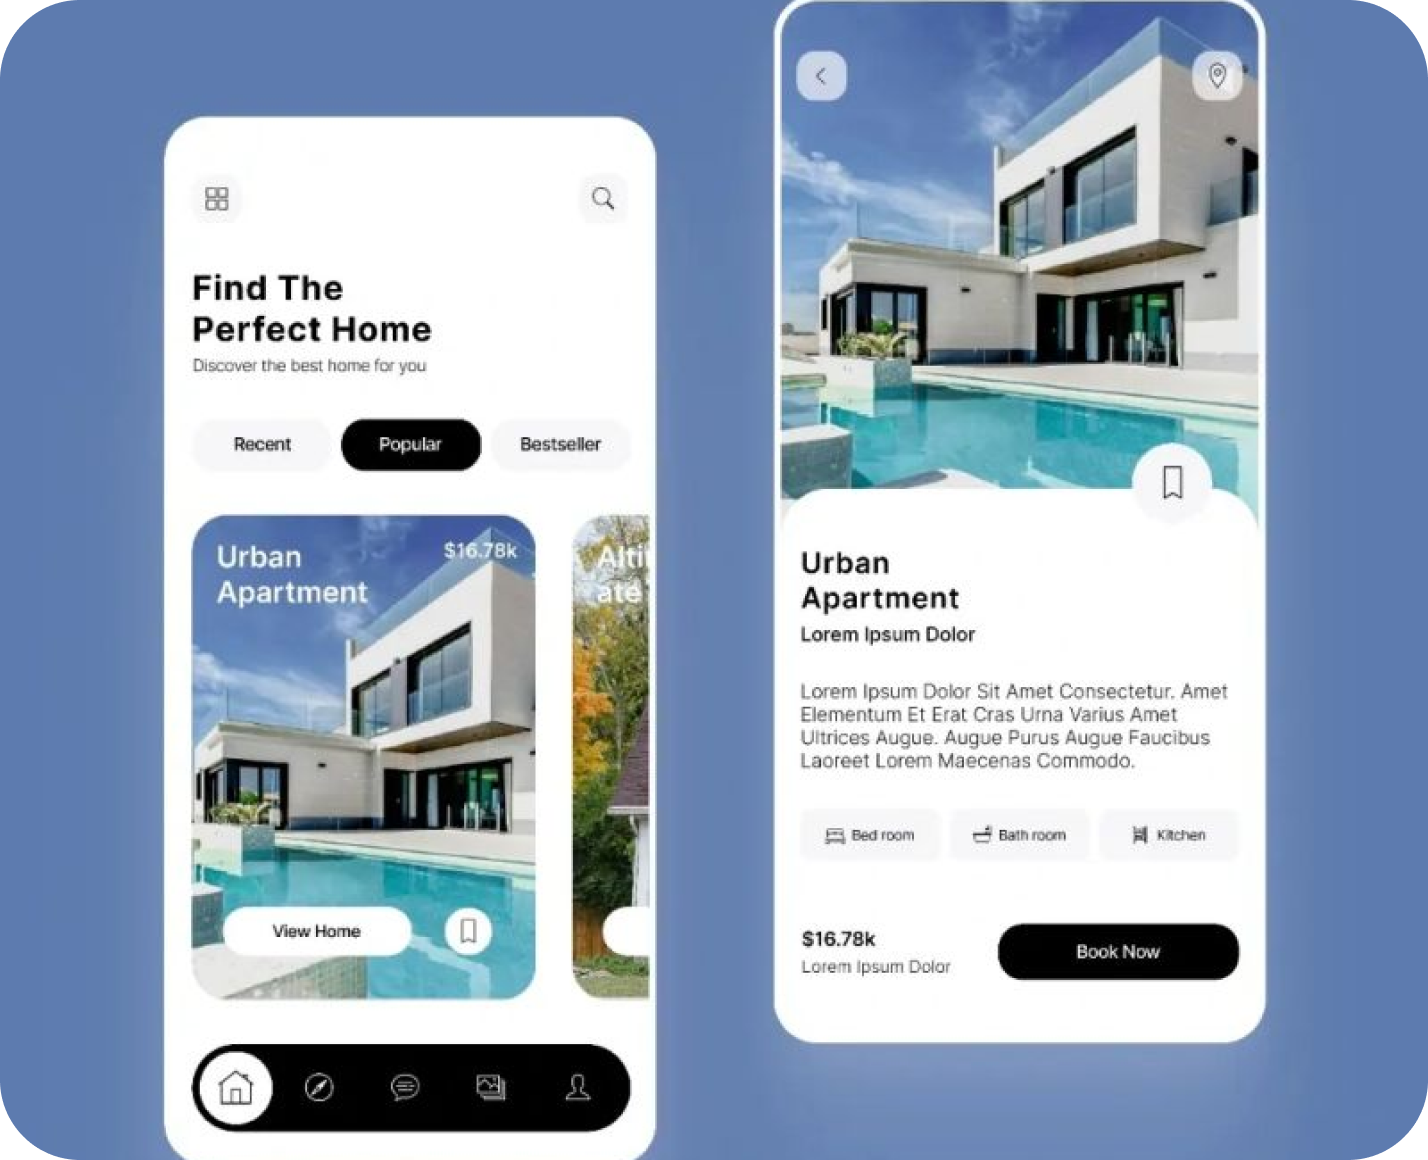 Find The
Perfect Home
Discover the best home for you
Recent
Popular
Bestseller
Urban
Apartment
$16.78k
Alti
ate
View Home
Urban
Apartment
Lorem Ipsum Dolor
Lorem Ipsum Dolor Sit Amet Consectetur. Amet
Elementum Et Erat Cras Urna Varius Amet
Ultrices Augue. Augue Purus Augue Faucibus
Laoreet Lorem Maecenas Commodo.
Bed room
Bath room
Kitchen
$16.78k
Lorem Ipsum Dolor
Book Now